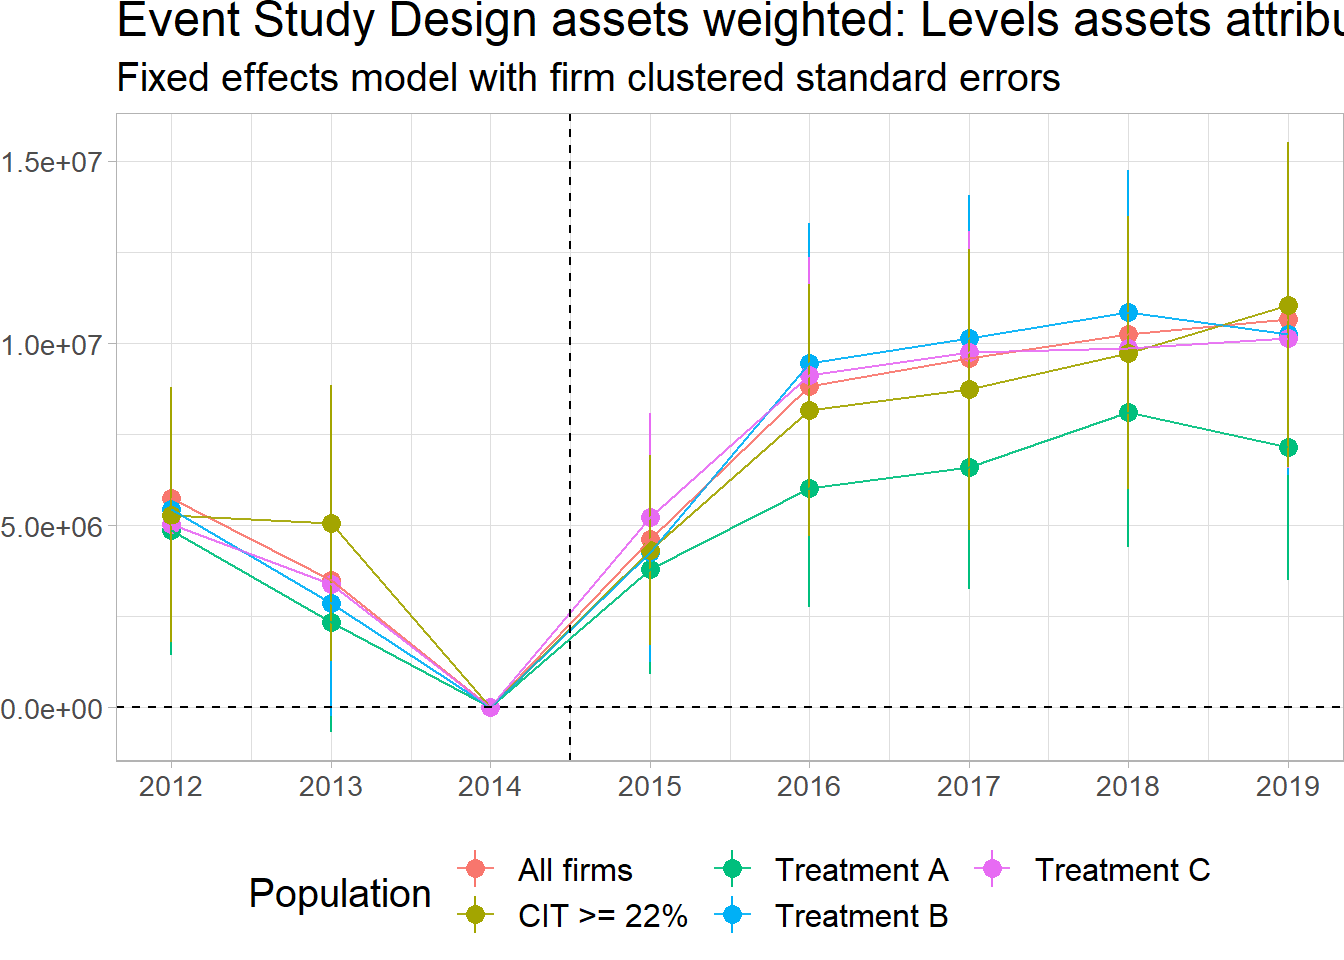 Event Study Design assets weighted: Levels assets
Fixed effects model with firm clustered standard errors
1.5e+07
1.0e+07
5.0e+06
0.0e+00
2012 2013 2014 2015 2016 2017 2018 2019
Population
All firms Treatment A Treatment C
CIT >= 22% Treatment B